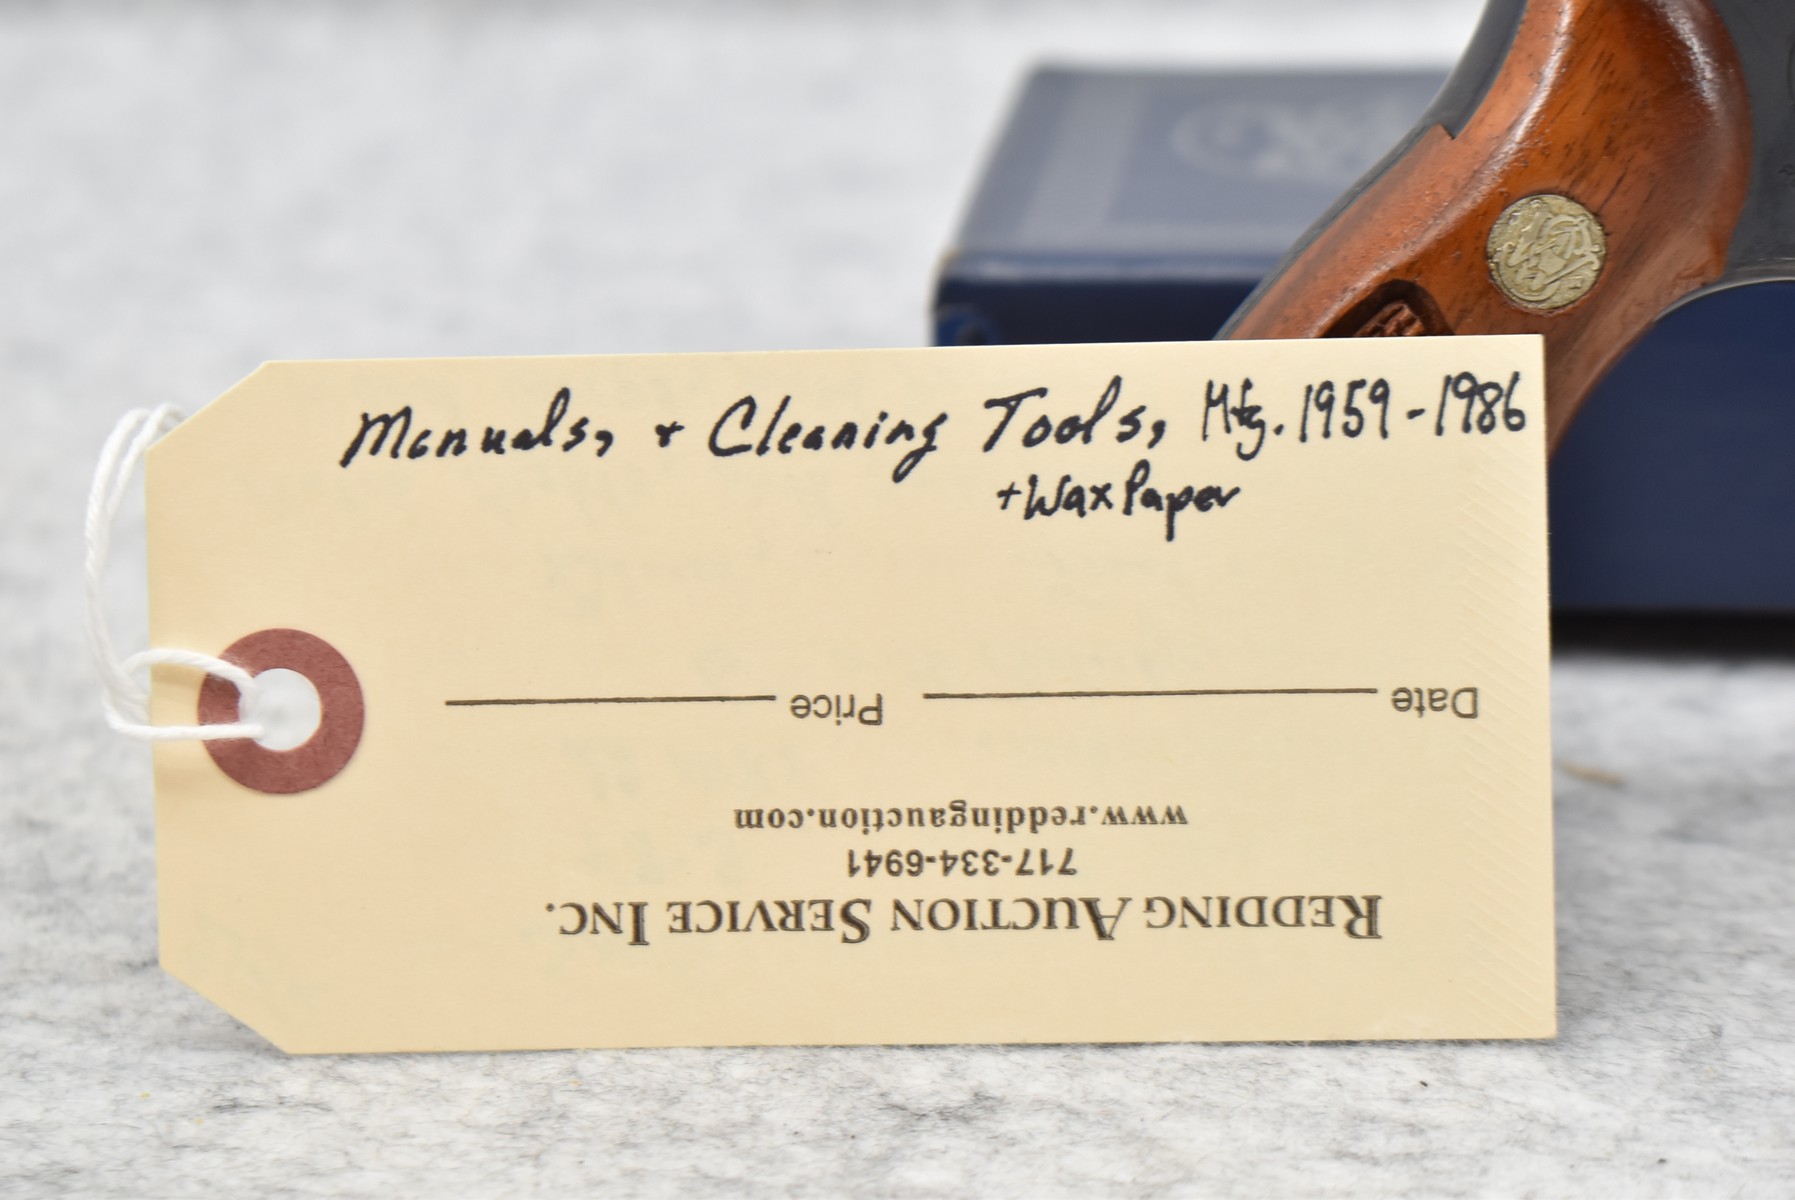 Manuals, + Cleaning Tools, Mfg. 1959-1986
+ Wax Paper
Date
Price
www.reddingauction.com
717-334-6941
REDDING AUCTION SERVICE INC.